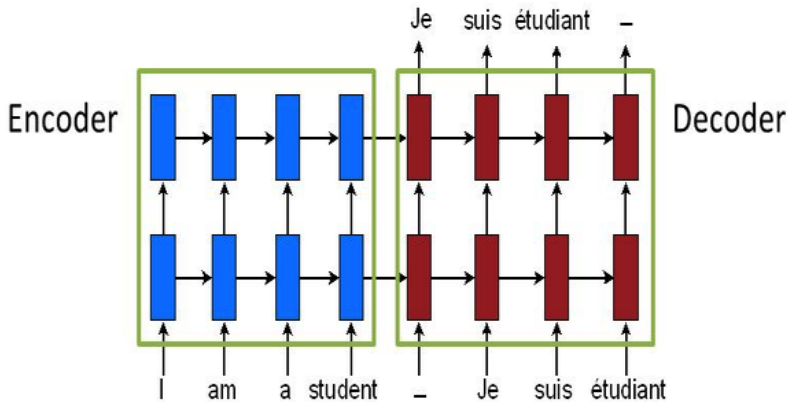 Je suis étudiant –
Encoder
Decoder
I am a student – Je suis étudiant